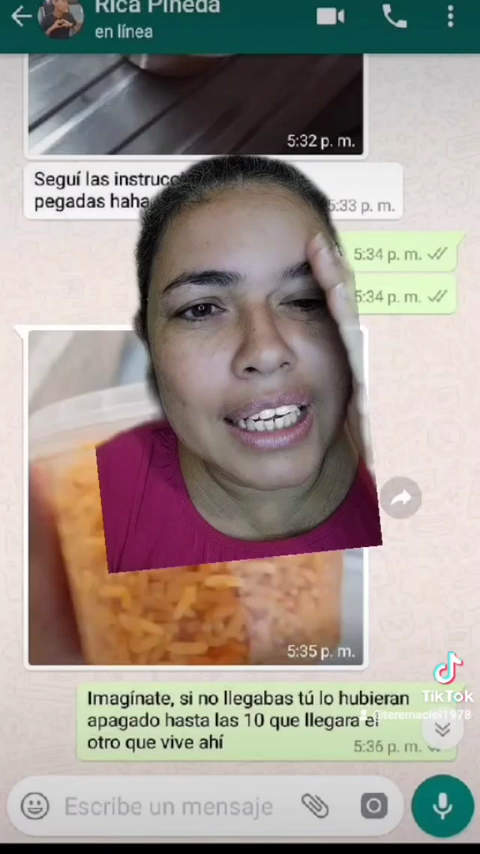 Rica Pineda
en línea
5:32 p. m.
Seguí las
pegadas haha
5:33 p. m.
5:34 p. m.
5:34 p. m.
5:35 p. m.
Imagínate, si no llegabas tú lo hubieran
apagado hasta las 10 que llegara el
otro que vive ahí
5:36 p. m.
TikTok
@teremaciel1978
Escribe un mensaje